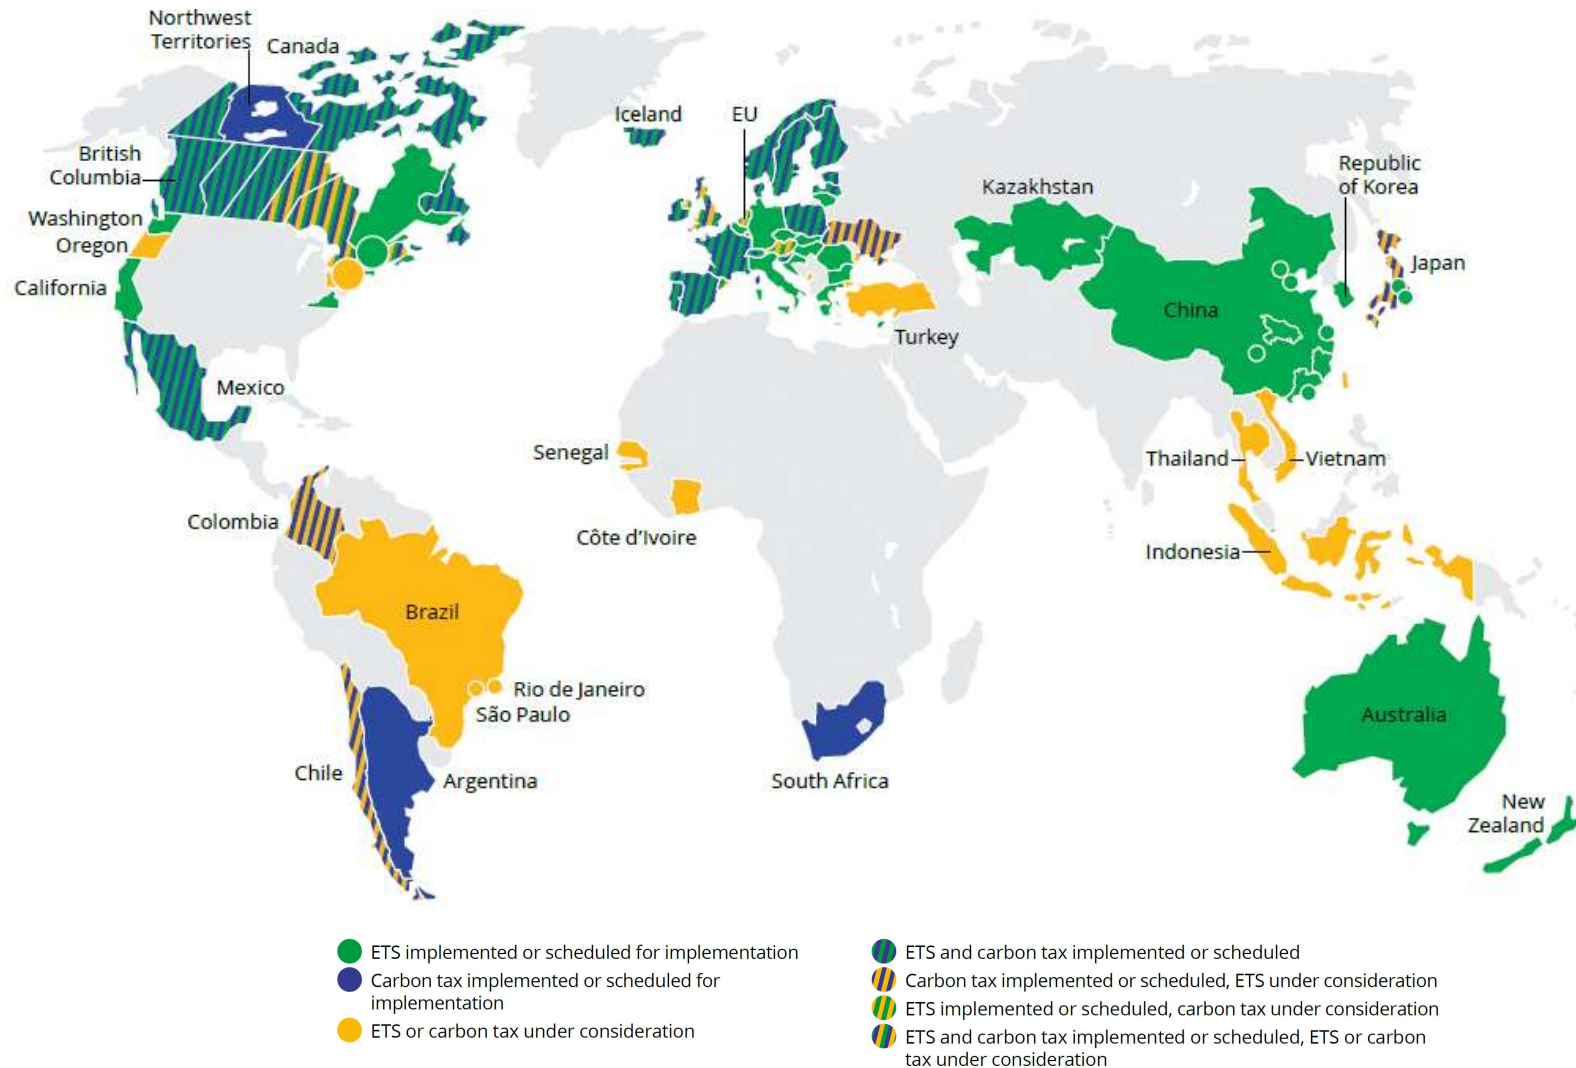 Northwest
Territories
Canada
Iceland
EU
British
Columbia
Republic
of Korea
Kazakhstan
Washington
Oregon
Japan
California
China
Turkey
Mexico
Senegal
Thailand
Vietnam
Colombia
Côte d’Ivoire
Indonesia
Brazil
Rio de Janeiro
São Paulo
Australia
Chile
Argentina
South Africa
New
Zealand
ETS implemented or scheduled for implementation
Carbon tax implemented or scheduled for
implementation
ETS or carbon tax under consideration
ETS and carbon tax implemented or scheduled
Carbon tax implemented or scheduled, ETS under consideration
ETS implemented or scheduled, carbon tax under consideration
ETS and carbon tax implemented or scheduled, ETS or carbon
tax under consideration